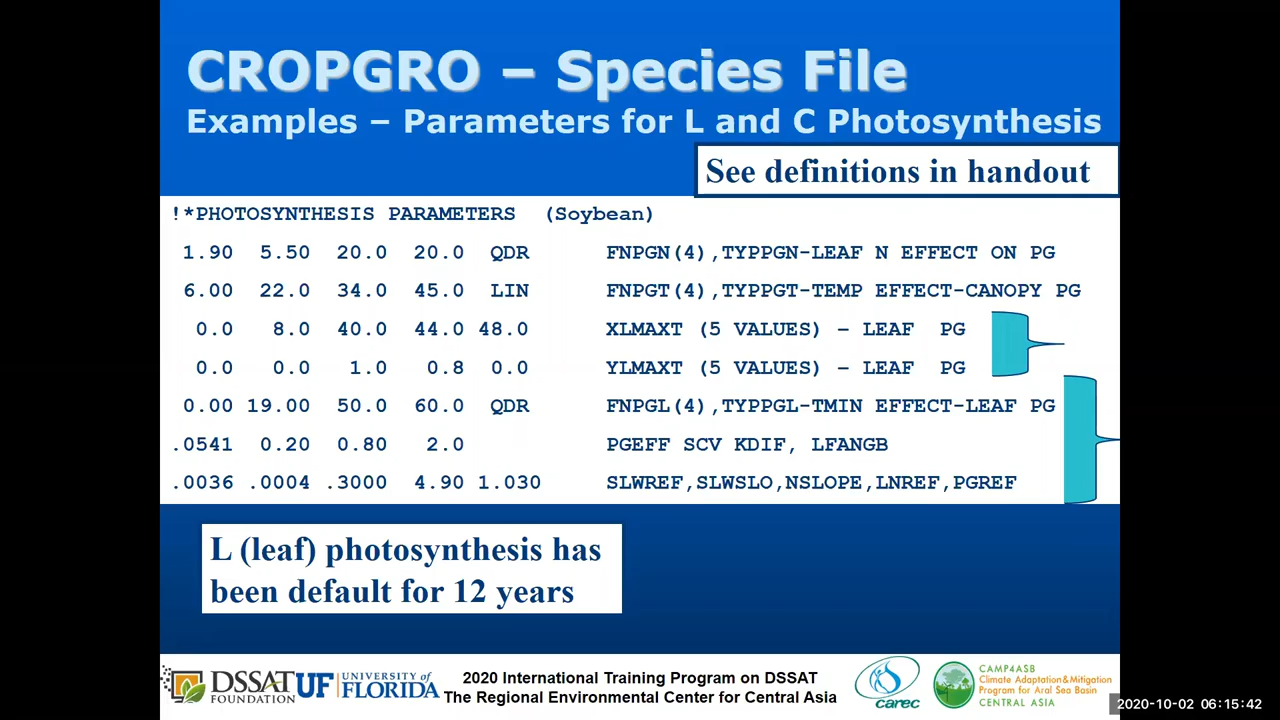 CROPGRO – Species File
Examples – Parameters for L and C Photosynthesis
See definitions in handout
!*PHOTOSYNTHESIS PARAMETERS (Soybean)
1.90 5.50 20.0 20.0 QDR FNPGN(4),TYPPGN-LEAF N EFFECT ON PG
6.00 22.0 34.0 45.0 LIN FNPGT(4),TYPPGT-TEMP EFFECT-CANOPY PG
0.0 8.0 40.0 44.0 48.0 XLMAXT (5 VALUES) – LEAF PG
0.0 0.0 1.0 0.8 0.0 YLMAXT (5 VALUES) – LEAF PG
0.00 19.00 50.0 60.0 QDR FNPGL(4),TYPPGL-TMIN EFFECT-LEAF PG
.0541 0.20 0.80 2.0 PGEFF SCV KDIF, LFANGB
.0036 .0004 .3000 4.90 1.030 SLWREF,SLWSLO,NSLOPE,LNREF,PGREF
L (leaf) photosynthesis has
been default for 12 years
DSSAT
FOUNDATION
UF
UNIVERSITY of
FLORIDA
2020 International Training Program on DSSAT
The Regional Environmental Center for Central Asia
carec
CAMP4ASB
Climate Adaptation & Mitigation
Program for Aral Sea Basin
CENTRAL ASIA
2020-10-02 06:15:42